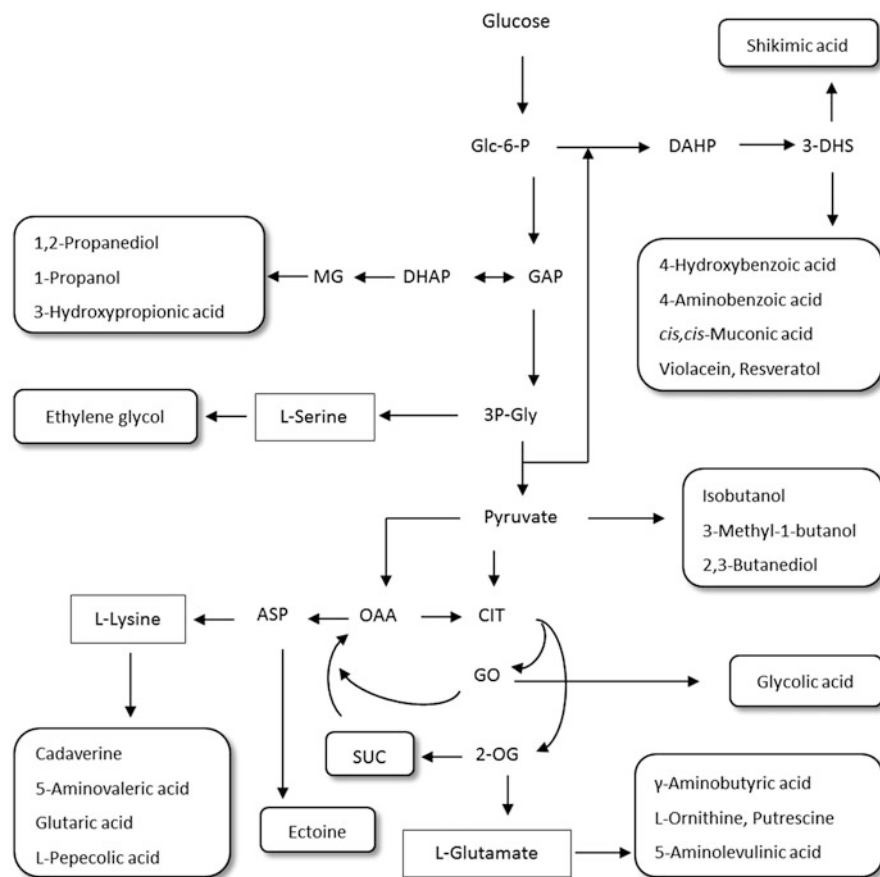 Glucose
Shikimic acid
Glc-6-P
DAHP
3-DHS
1,2-Propanediol
1-Propanol
3-Hydroxypropionic acid
MG
DHAP
GAP
4-Hydroxybenzoic acid
4-Aminobenzoic acid
cis,cis-Muconic acid
Violacein, Resveratol
Ethylene glycol
L-Serine
3P-Gly
Pyruvate
Isobutanol
3-Methyl-1-butanol
2,3-Butanediol
L-Lysine
ASP
OAA
CIT
GO
Glycolic acid
Cadaverine
5-Aminovaleric acid
Glutaric acid
L-Pepecolic acid
Ectoine
SUC
2-OG
L-Glutamate
γ-Aminobutyric acid
L-Ornithine, Putrescine
5-Aminolevulinic acid